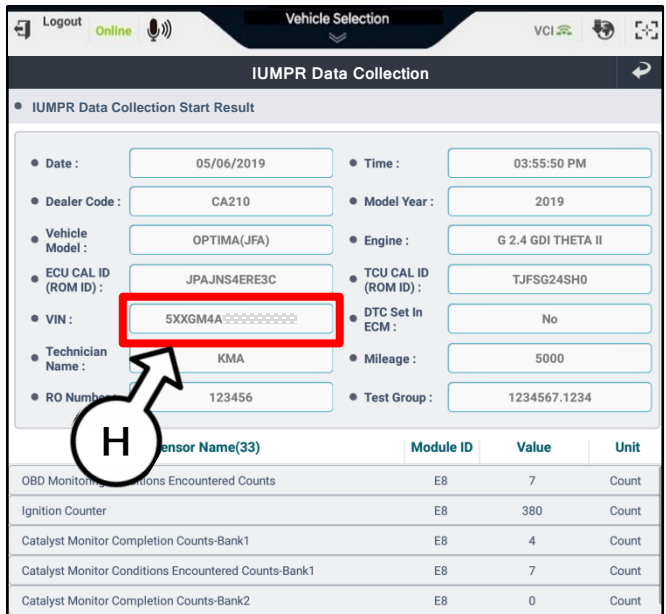 Logout Online Vehicle Selection VCI
IUMPR Data Collection
IUMPR Data Collection Start Result
Date : 05/06/2019 Time : 03:55:50 PM
Dealer Code : CA210 Model Year : 2019
Vehicle
Model : OPTIMA(JFA) Engine : G 2.4 GDI THETA II
ECU CAL ID
(ROM ID) : JPAJNS4ERE3C TCU CAL ID
(ROM ID) : TJFSG24SH0
VIN : 5XXGM4A DTC Set In
ECM : No
Technician
Name : KMA Mileage : 5000
RO Number 123456 Test Group : 1234567.1234
H
Name(33) Module ID Value Unit
OBD Encountered Counts E8 7 Count
Ignition Counter E8 380 Count
Catalyst Monitor Completion Counts-Bank1 E8 4 Count
Catalyst Monitor Conditions Encountered Counts-Bank1 E8 7 Count
Catalyst Monitor Completion Counts-Bank2 E8 0 Count